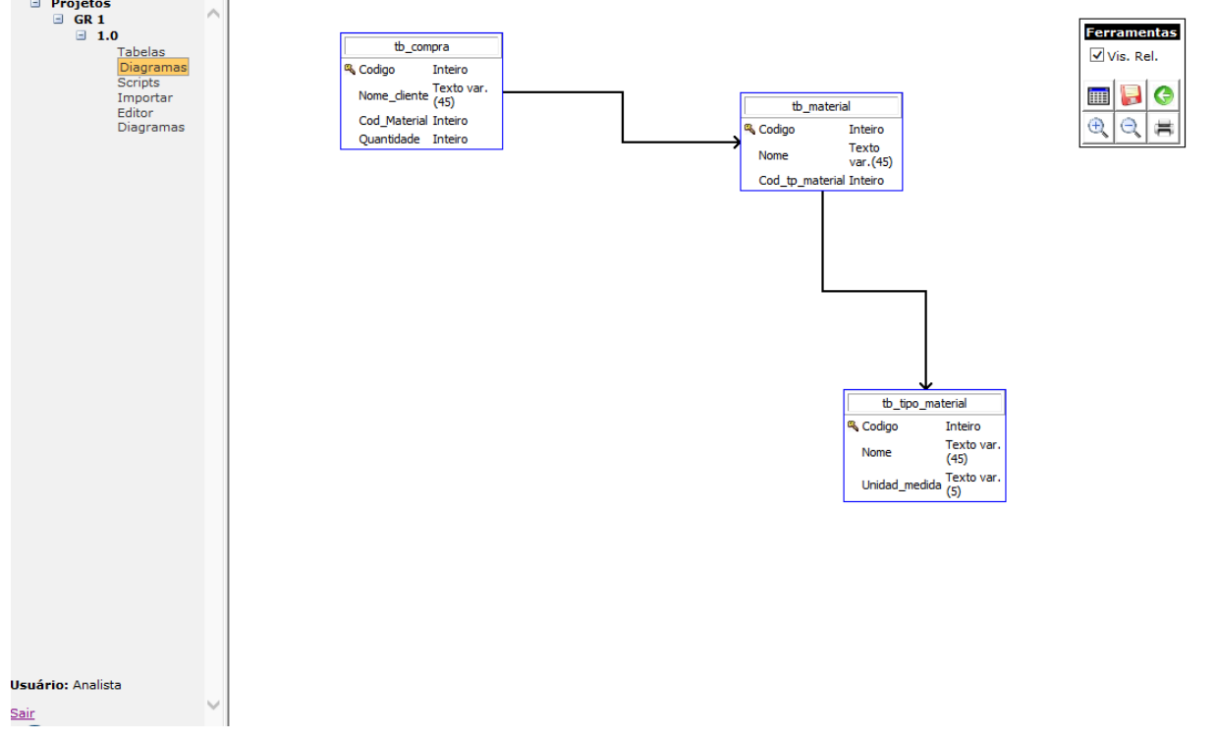 Projetos
GR 1
1.0
Tabelas
Diagramas
Scripts
Importar
Editor
Diagramas
Usuário: Analista
Sair
tb_compra
Codigo Inteiro
Nome_cliente Texto var.
(45)
Cod_Material Inteiro
Quantidade Inteiro
tb_material
Codigo Inteiro
Nome Texto
var.(45)
Cod_tp_material Inteiro
tb_tipo_material
Codigo Inteiro
Nome Texto var.
(45)
Unidad_medida Texto var.
(5)
Ferramentas
Vis. Rel.